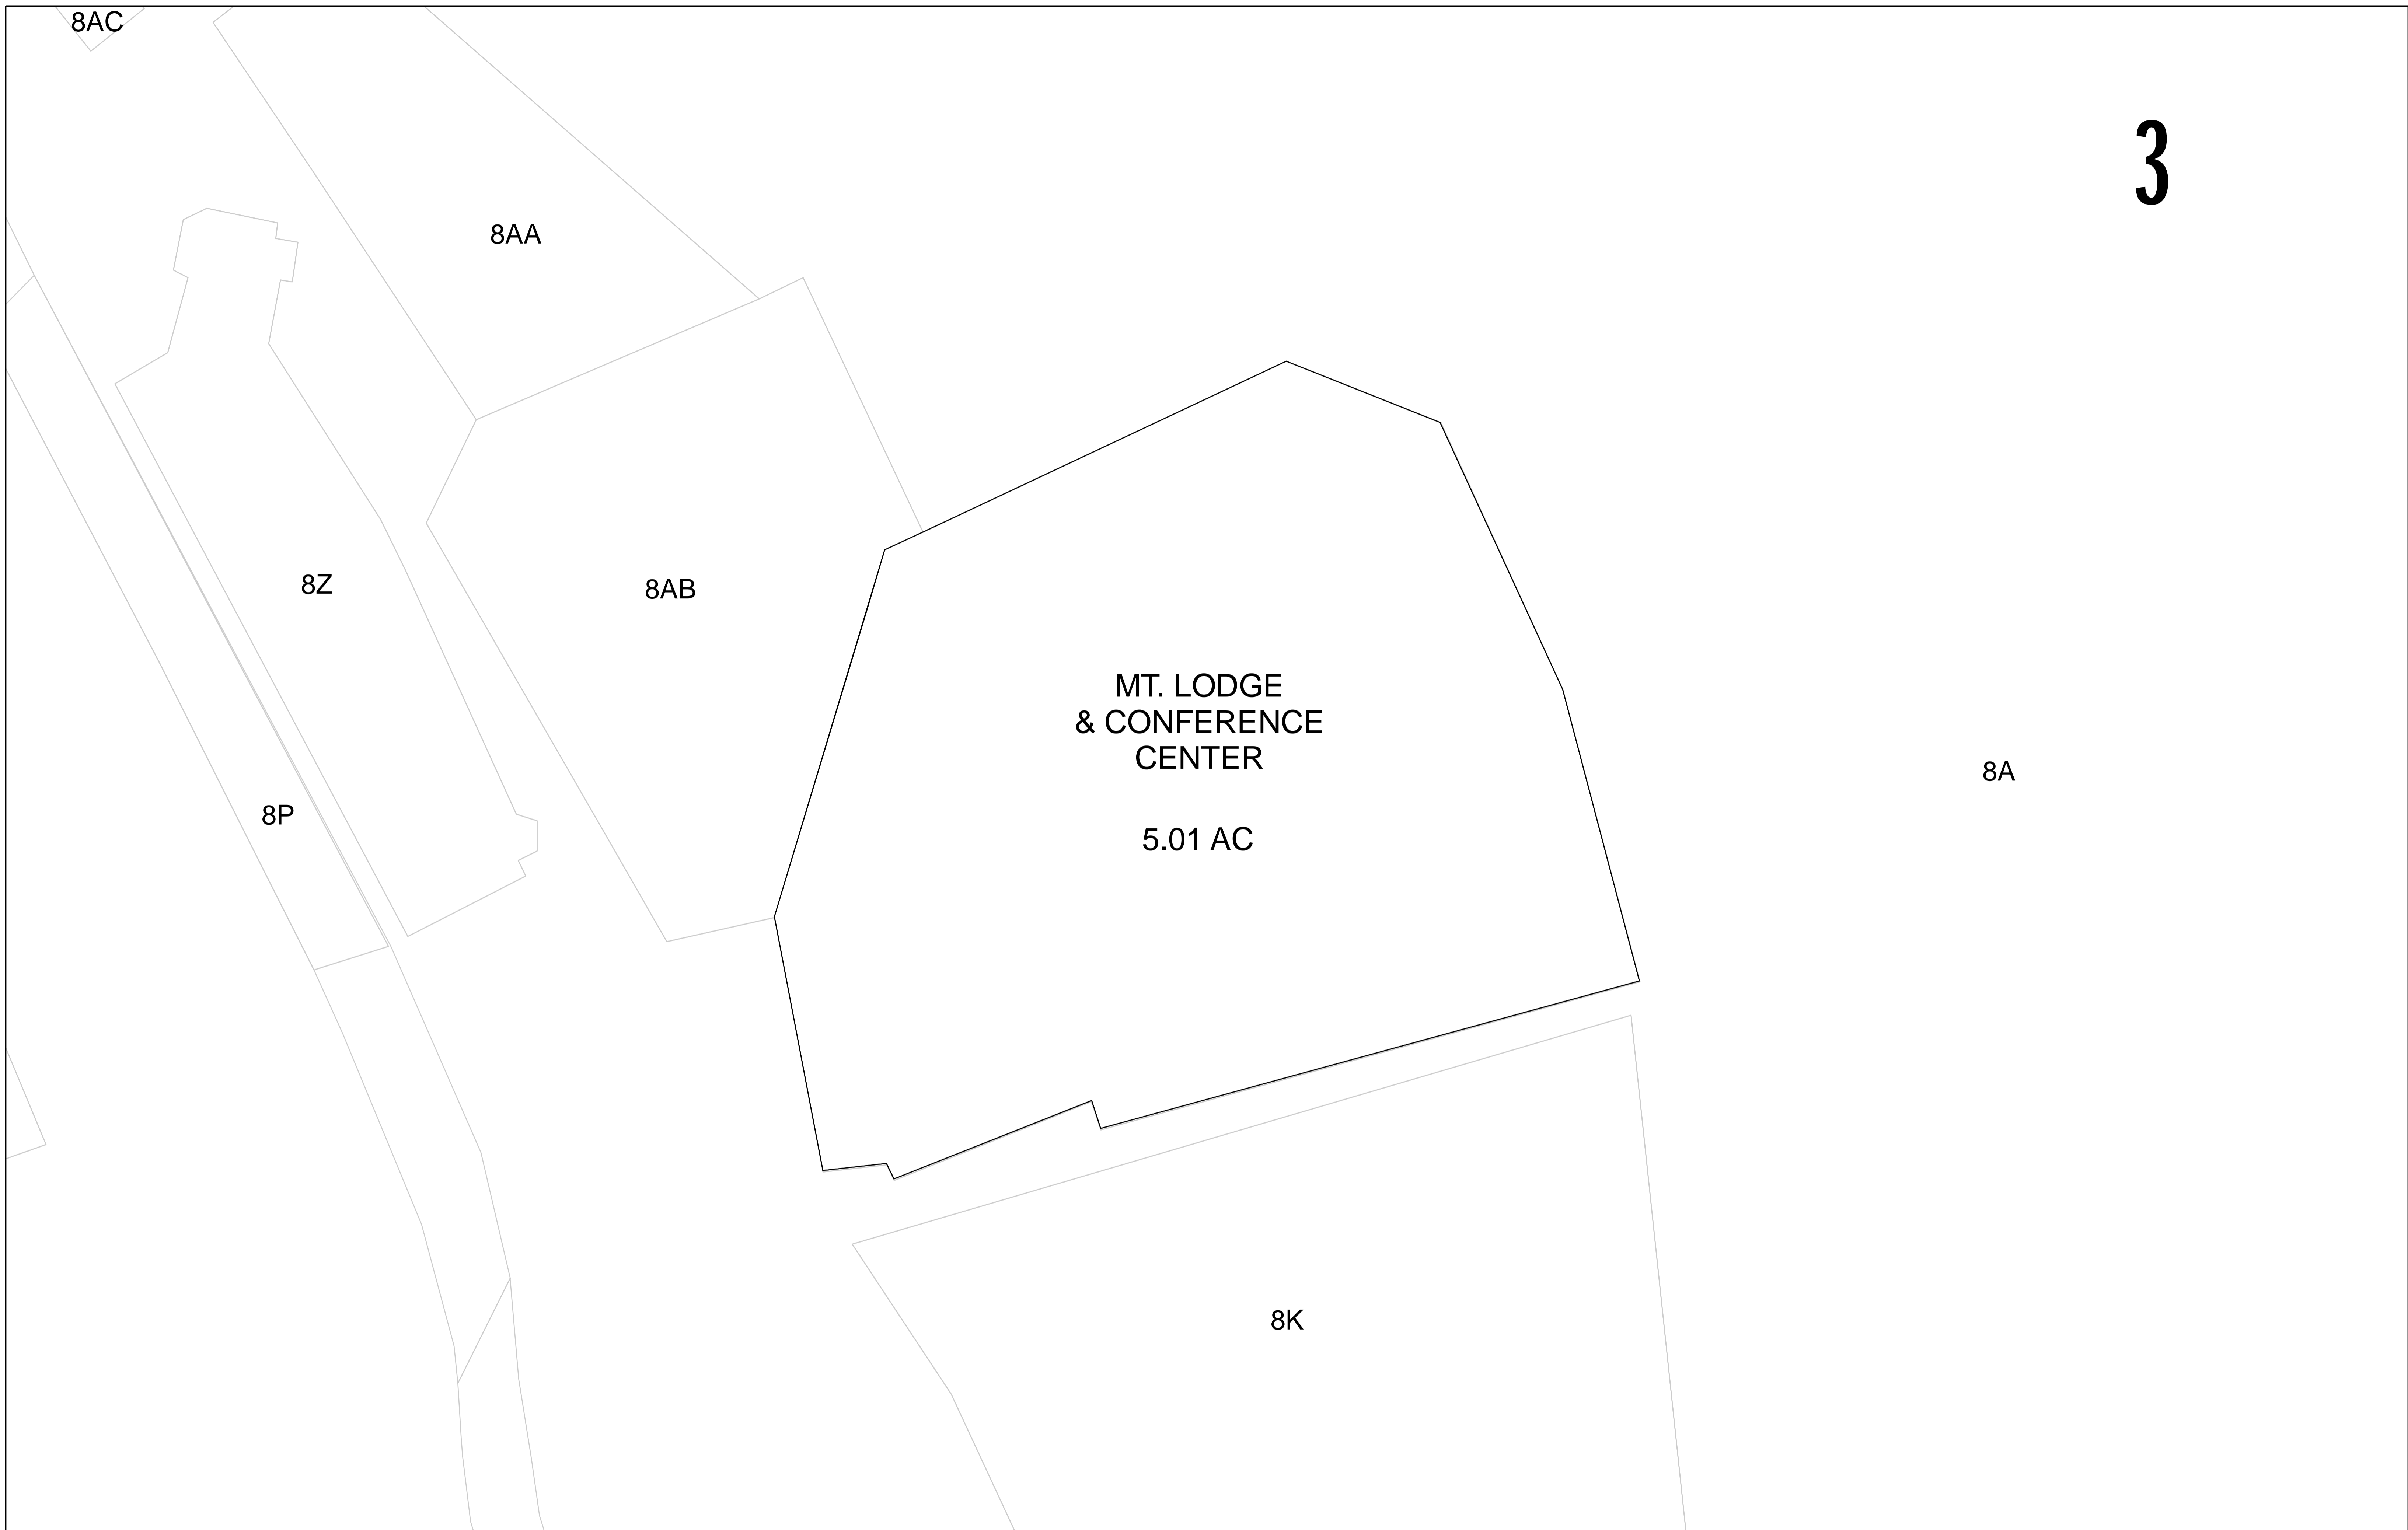 8AC
3
8AA
8Z
8AB
MT. LODGE
& CONFERENCE
CENTER
8A
8P
5.01 AC
8K